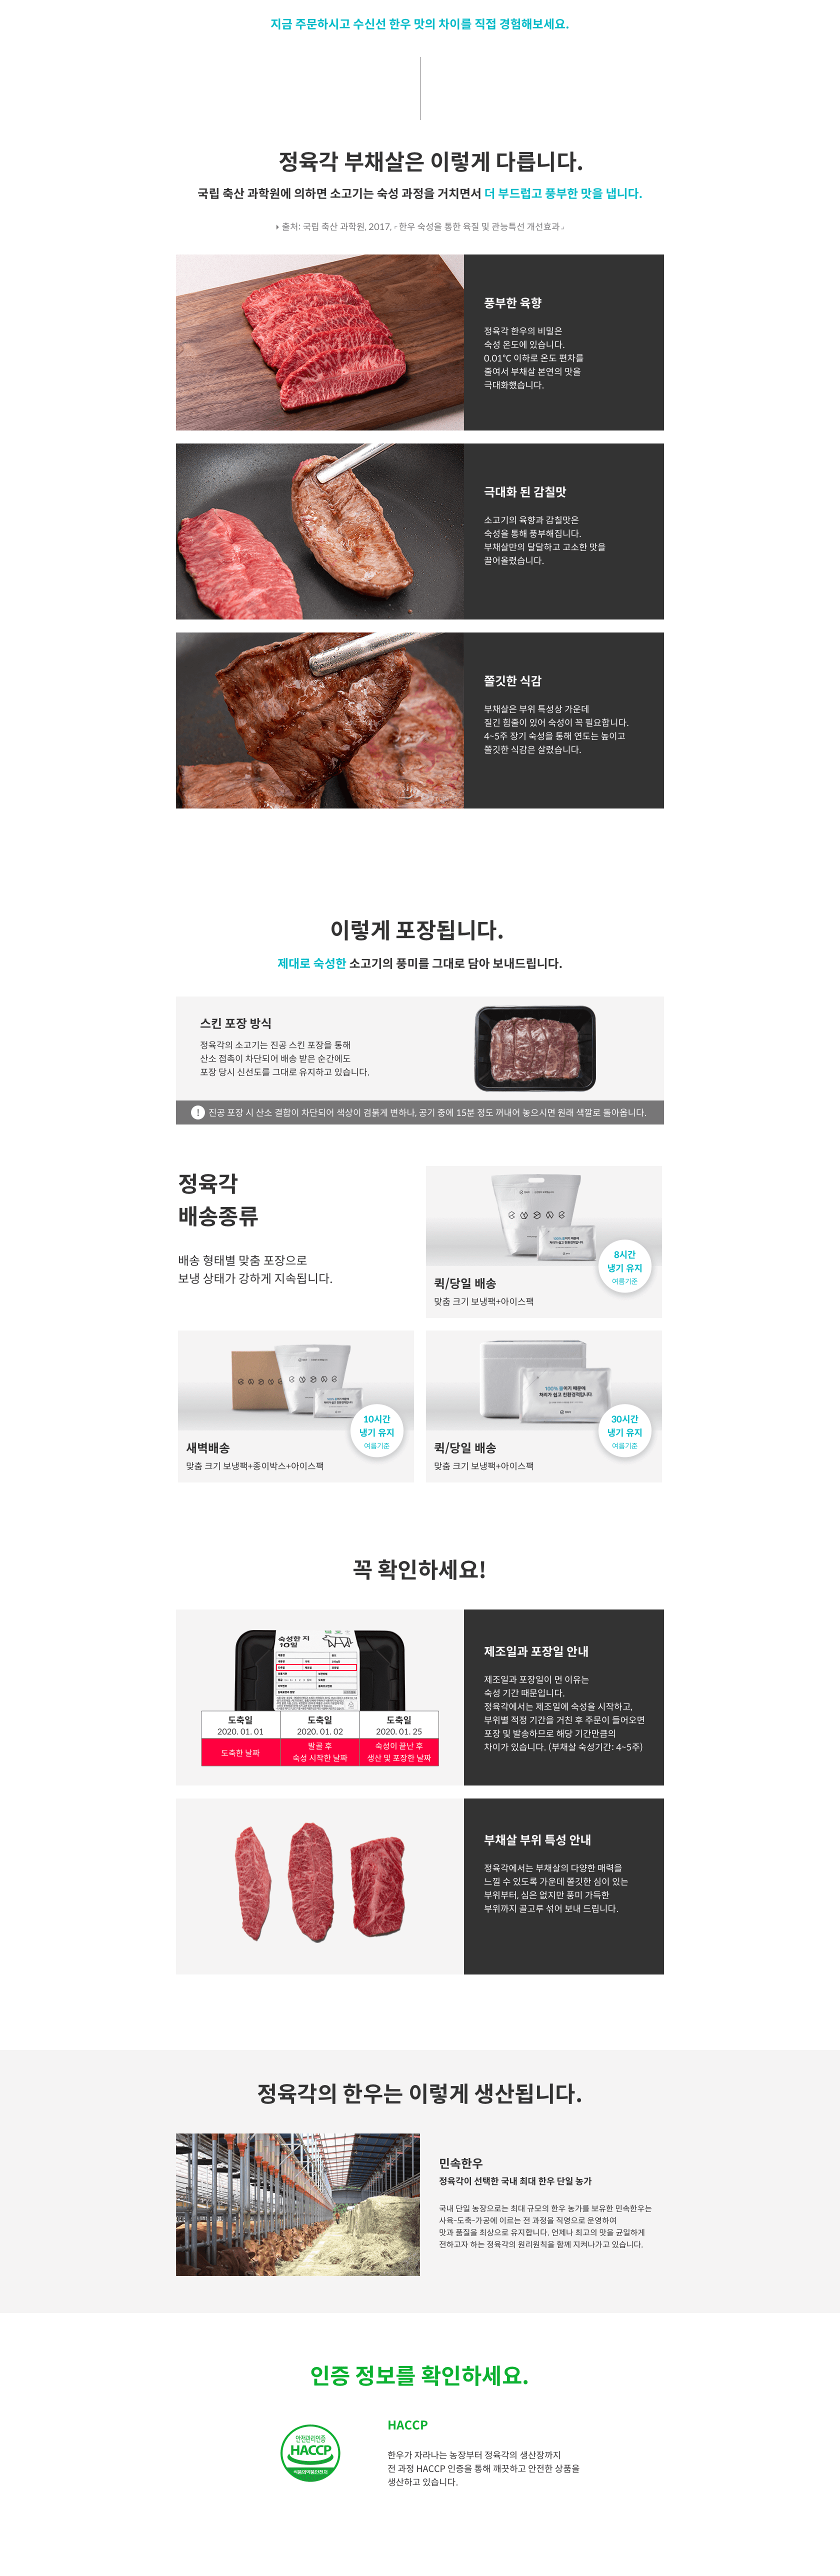 지금 주문하시고 수신선 한우 맛의 차이를 직접 경험해보세요.
정육각 부채살은 이렇게 다릅니다.
국립 축산 과학원에 의하면 소고기는 숙성 과정을 거치면서 더 부드럽고 풍부한 맛을 냅니다.
출처: 국립 축산 과학원, 2017, 「한우 숙성을 통한 육질 및 관능특선 개선효과」
풍부한 육향
정육각 한우의 비밀은
숙성 온도에 있습니다.
0.01℃ 이하로 온도 편차를
줄여서 부채살 본연의 맛을
극대화했습니다.
극대화 된 감칠맛
소고기의 육향과 감칠맛은
숙성을 통해 풍부해집니다.
부채살만의 달달하고 고소한 맛을
끌어올렸습니다.
쫄깃한 식감
부채살은 부위 특성상 가운데
질긴 힘줄이 있어 숙성이 꼭 필요합니다.
4~5주 장기 숙성을 통해 연도는 높이고
쫄깃한 식감은 살렸습니다.
이렇게 포장됩니다.
제대로 숙성한 소고기의 풍미를 그대로 담아 보내드립니다.
스킨 포장 방식
정육각의 소고기는 진공 스킨 포장을 통해
산소 접촉이 차단되어 배송 받은 순간에도
포장 당시 신선도를 그대로 유지하고 있습니다.
! 진공 포장 시 산소 결합이 차단되어 색상이 검붉게 변하나, 공기 중에 15분 정도 꺼내어 놓으시면 원래 색깔로 돌아옵니다.
정육각
배송종류
배송 형태별 맞춤 포장으로
보냉 상태가 강하게 지속됩니다.
8시간
냉기 유지
여름기준
퀵/당일 배송
맞춤 크기 보냉팩+아이스팩
10시간
냉기 유지
여름기준
새벽배송
맞춤 크기 보냉팩+종이박스+아이스팩
100% 물이기 때문에
처리가 쉽고 친환경적입니다
30시간
냉기 유지
여름기준
퀵/당일 배송
맞춤 크기 보냉팩+아이스팩
꼭 확인하세요!
숙성한 지
10일
도축일 도축일 도축일
2020. 01. 01 2020. 01. 02 2020. 01. 25
도축한 날짜
발골 후
숙성 시작한 날짜
숙성이 끝난 후
생산 및 포장한 날짜
제조일과 포장일 안내
제조일과 포장일이 먼 이유는
숙성 기간 때문입니다.
정육각에서는 제조일에 숙성을 시작하고,
부위별 적정 기간을 거친 후 주문이 들어오면
포장 및 발송하므로 해당 기간만큼의
차이가 있습니다. (부채살 숙성기간: 4~5주)
부채살 부위 특성 안내
정육각에서는 부채살의 다양한 매력을
느낄 수 있도록 가운데 쫄깃한 심이 있는
부위부터, 심은 없지만 풍미 가득한
부위까지 골고루 섞어 보내 드립니다.
정육각의 한우는 이렇게 생산됩니다.
민속한우
정육각이 선택한 국내 최대 한우 단일 농가
국내 단일 농장으로는 최대 규모의 한우 농가를 보유한 민속한우는
사육-도축-가공에 이르는 전 과정을 직영으로 운영하여
맛과 품질을 최상으로 유지합니다. 언제나 최고의 맛을 균일하게
전하고자 하는 정육각의 원리원칙을 함께 지켜나가고 있습니다.
인증 정보를 확인하세요.
안전관리인증
HACCP
식품의약품안전처
HACCP
한우가 자라나는 농장부터 정육각의 생산장까지
전 과정 HACCP 인증을 통해 깨끗하고 안전한 상품을
생산하고 있습니다.